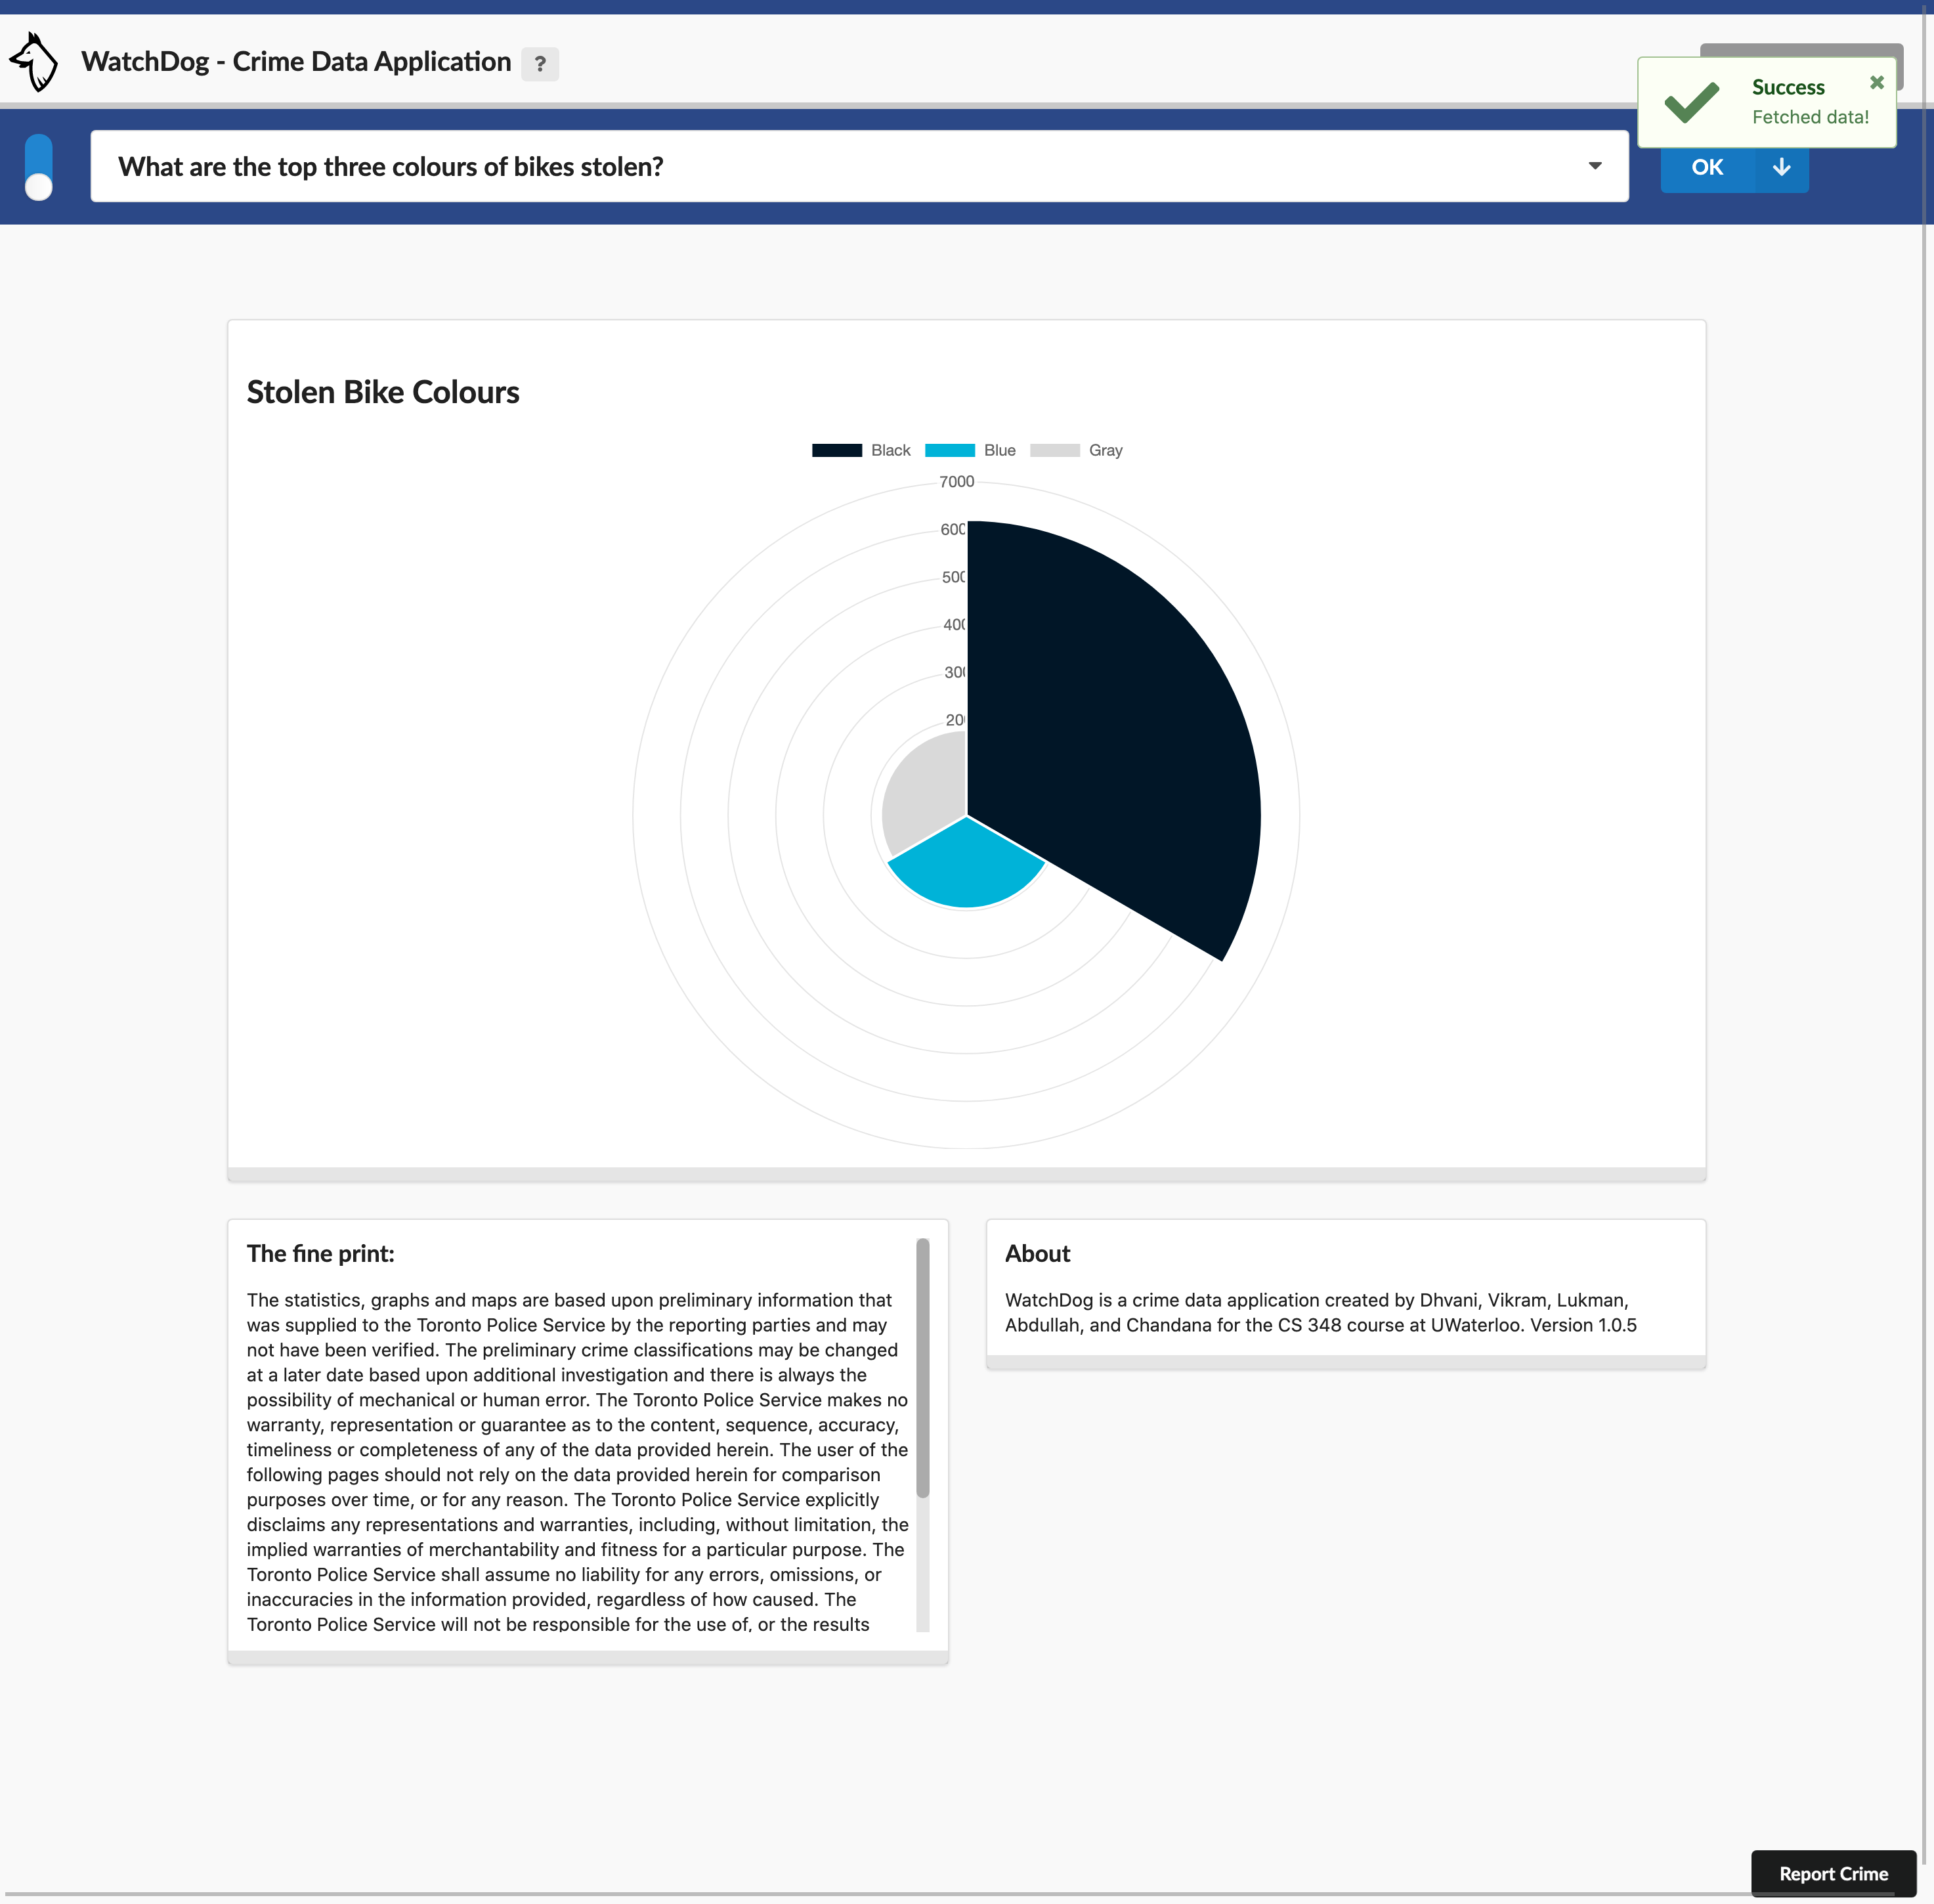 WatchDog - Crime Data Application ?
Success
Fetched data!
What are the top three colours of bikes stolen?
OK
Stolen Bike Colours
Black Blue Gray
7000
600
500
400
300
20
The fine print:
The statistics, graphs and maps are based upon preliminary information that
was supplied to the Toronto Police Service by the reporting parties and may
not have been verified. The preliminary crime classifications may be changed
at a later date based upon additional investigation and there is always the
possibility of mechanical or human error. The Toronto Police Service makes no
warranty, representation or guarantee as to the content, sequence, accuracy,
timeliness or completeness of any of the data provided herein. The user of the
following pages should not rely on the data provided herein for comparison
purposes over time, or for any reason. The Toronto Police Service explicitly
disclaims any representations and warranties, including, without limitation, the
implied warranties of merchantability and fitness for a particular purpose. The
Toronto Police Service shall assume no liability for any errors, omissions, or
inaccuracies in the information provided, regardless of how caused. The
Toronto Police Service will not be responsible for the use of, or the results
About
WatchDog is a crime data application created by Dhvani, Vikram, Lukman,
Abdullah, and Chandana for the CS 348 course at UWaterloo. Version 1.0.5
Report Crime